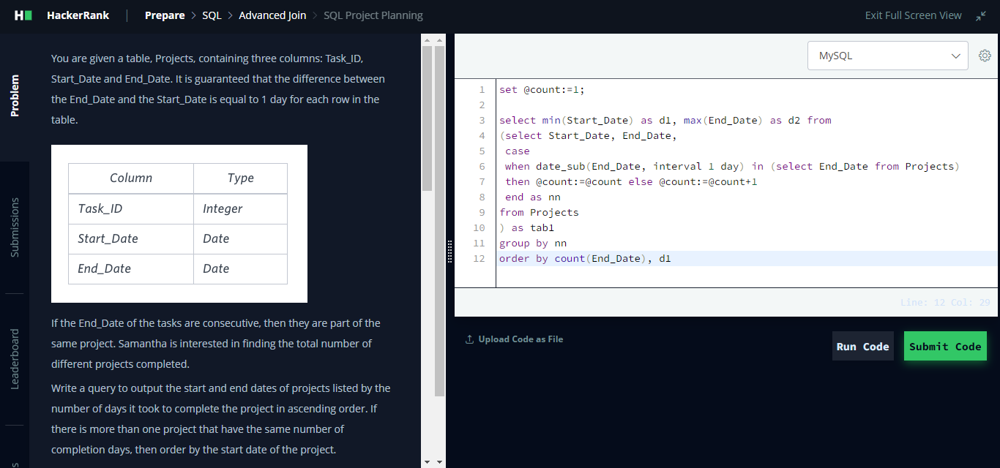 HackerRank | Prepare > SQL > Advanced Join > SQL Project Planning
Exit Full Screen View
Problem
Submissions
Leaderboard
You are given a table, Projects, containing three columns: Task_ID,
Start_Date and End_Date. It is guaranteed that the difference between
the End_Date and the Start_Date is equal to 1 day for each row in the
table.
Column Type
Task_ID Integer
Start_Date Date
End_Date Date
If the End_Date of the tasks are consecutive, then they are part of the
same project. Samantha is interested in finding the total number of
different projects completed.
Write a query to output the start and end dates of projects listed by the
number of days it took to complete the project in ascending order. If
there is more than one project that have the same number of
completion days, then order by the start date of the project.
MySQL
1 set @count:=1;
2
3 select min(Start_Date) as d1, max(End_Date) as d2 from
4 (select Start_Date, End_Date,
5 case
6 when date_sub(End_Date, interval 1 day) in (select End_Date from Projects)
7 then @count:=@count else @count:=@count+1
8 end as nn
9 from Projects
10 ) as tab1
11 group by nn
12 order by count(End_Date), d1
Line: 12 Col: 29
Upload Code as File
Run Code
Submit Code